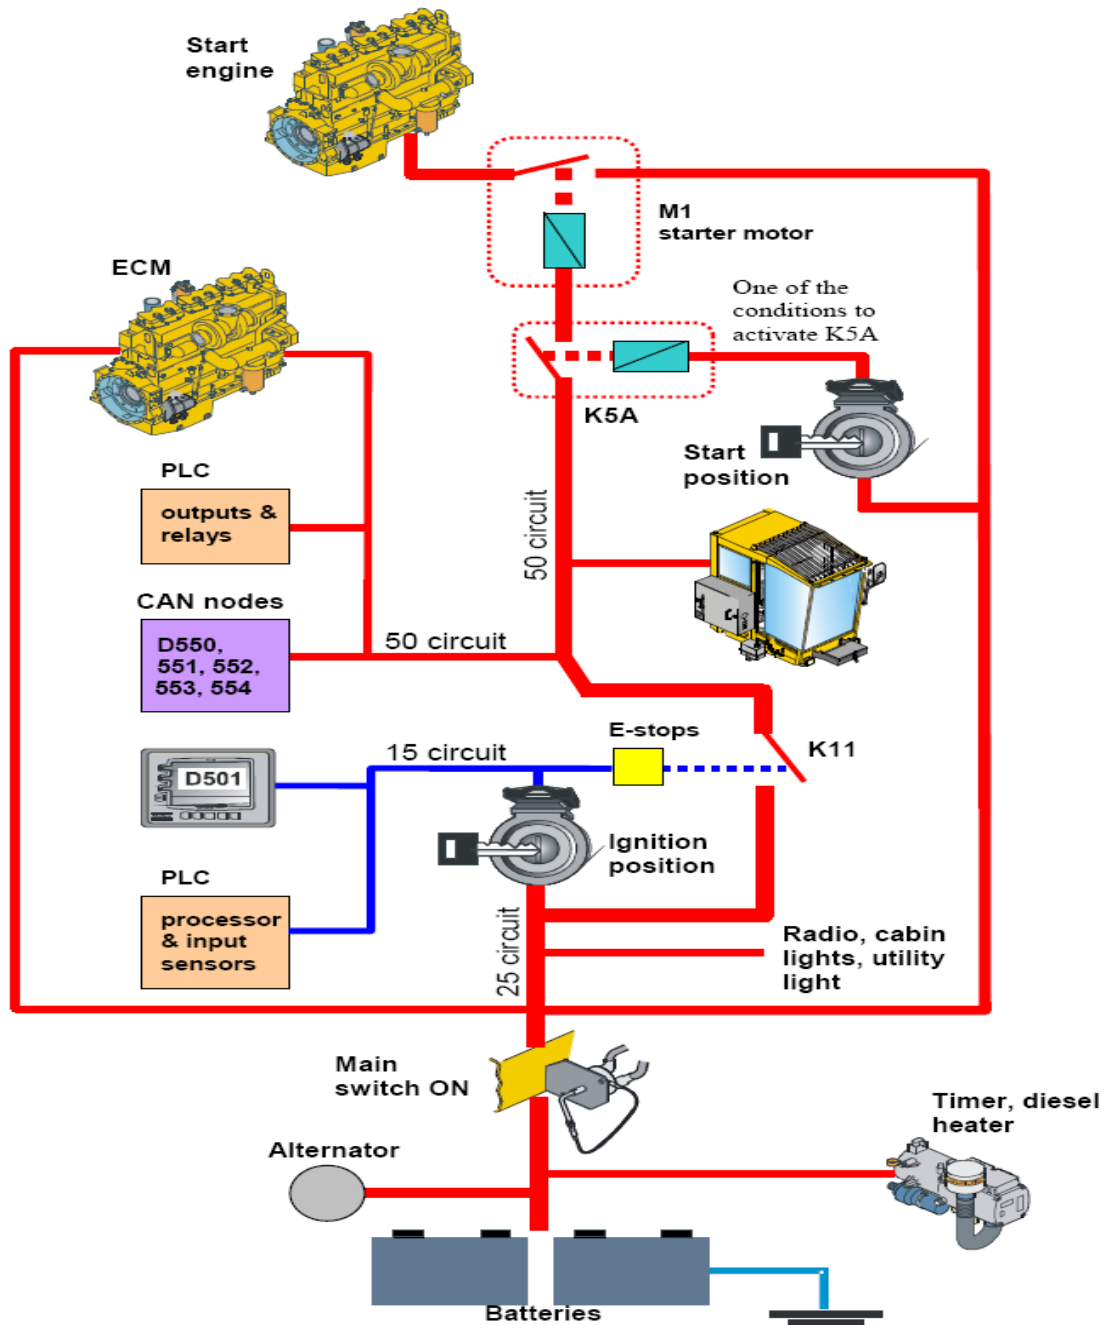 Start
engine
M1
starter motor
ECM
One of the
conditions to
activate K5A
K5A
Start
position
PLC
outputs &
relays
50 circuit
CAN nodes
D550,
551, 552,
553, 554
50 circuit
E-stops
K11
15 circuit
D501
Ignition
position
PLC
processor
& input
sensors
25 circuit
Radio, cabin
lights, utility
light
Main
switch ON
Timer, diesel
heater
Alternator
Batteries